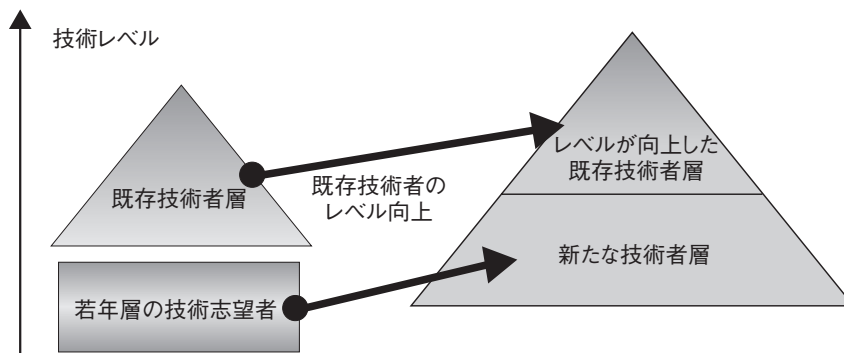 技術レベル
既存技術者層
既存技術者の
レベル向上
レベルが向上した
既存技術者層
新たな技術者層
若年層の技術志望者